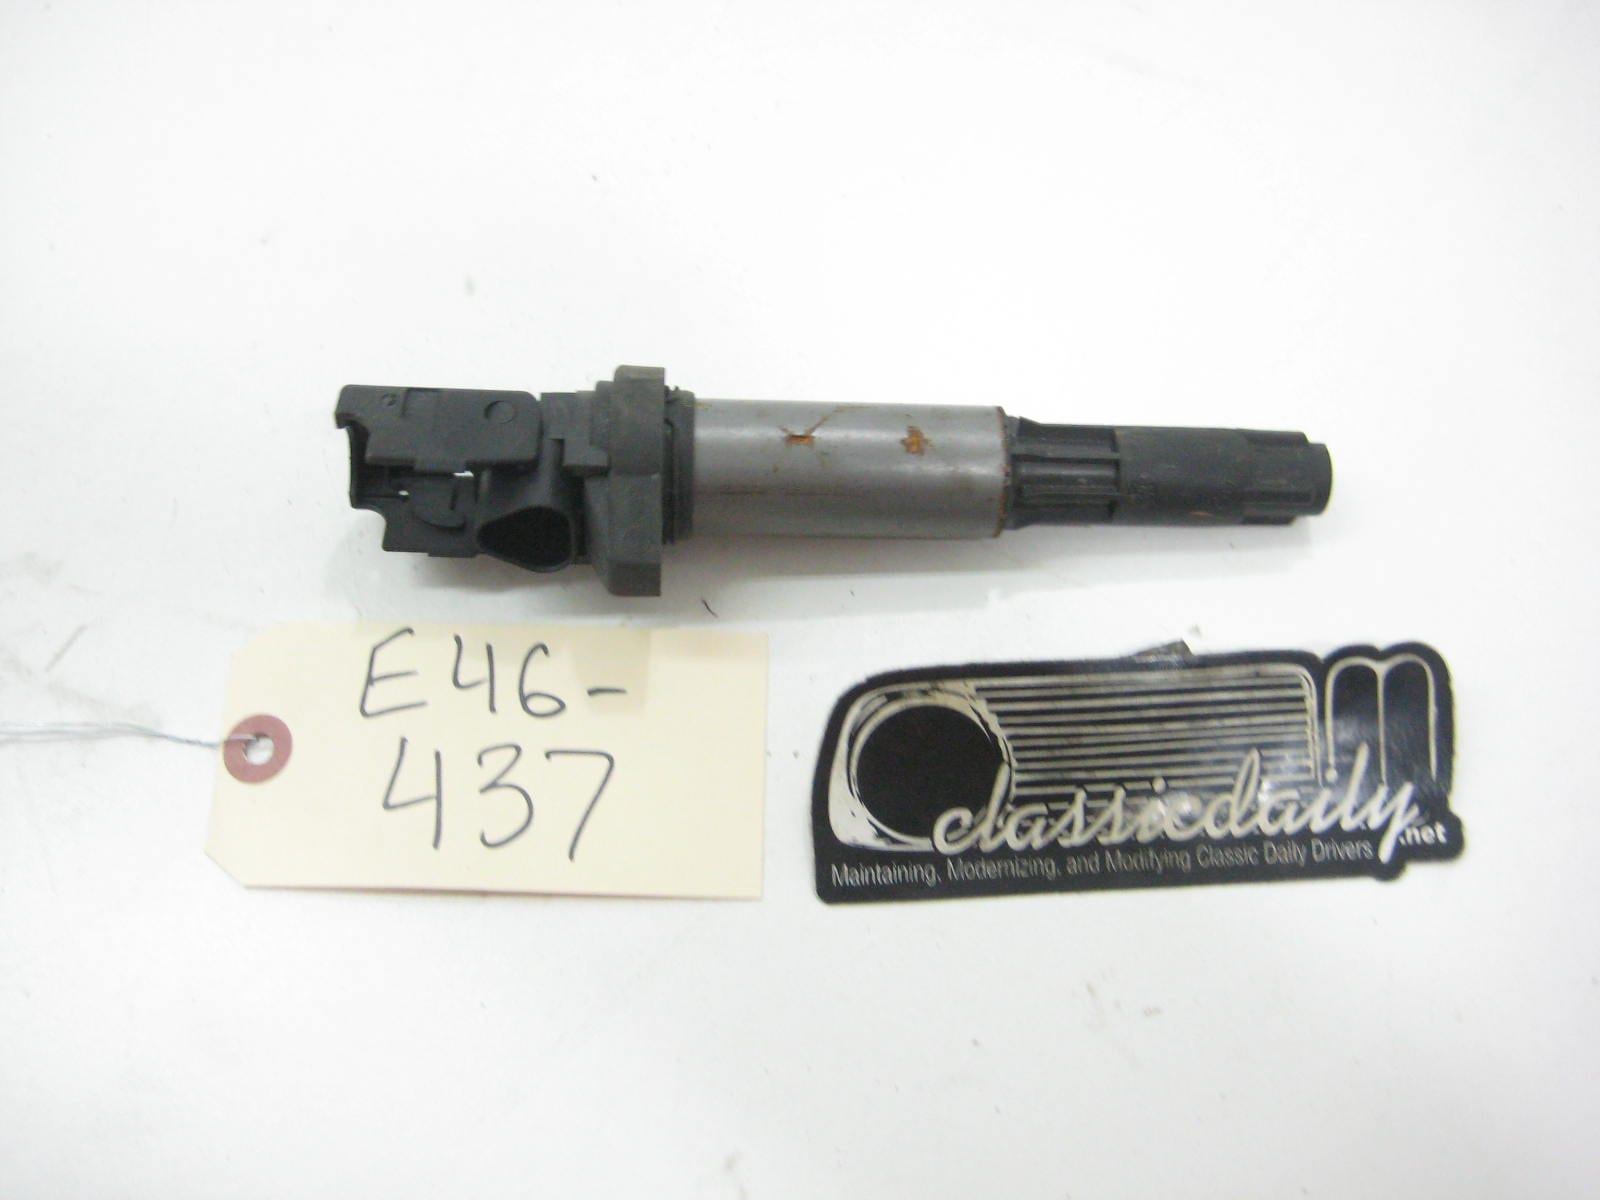 E46-
437
classicdaily.net
Maintaining, Modernizing, and Modifying Classic Daily Drivers